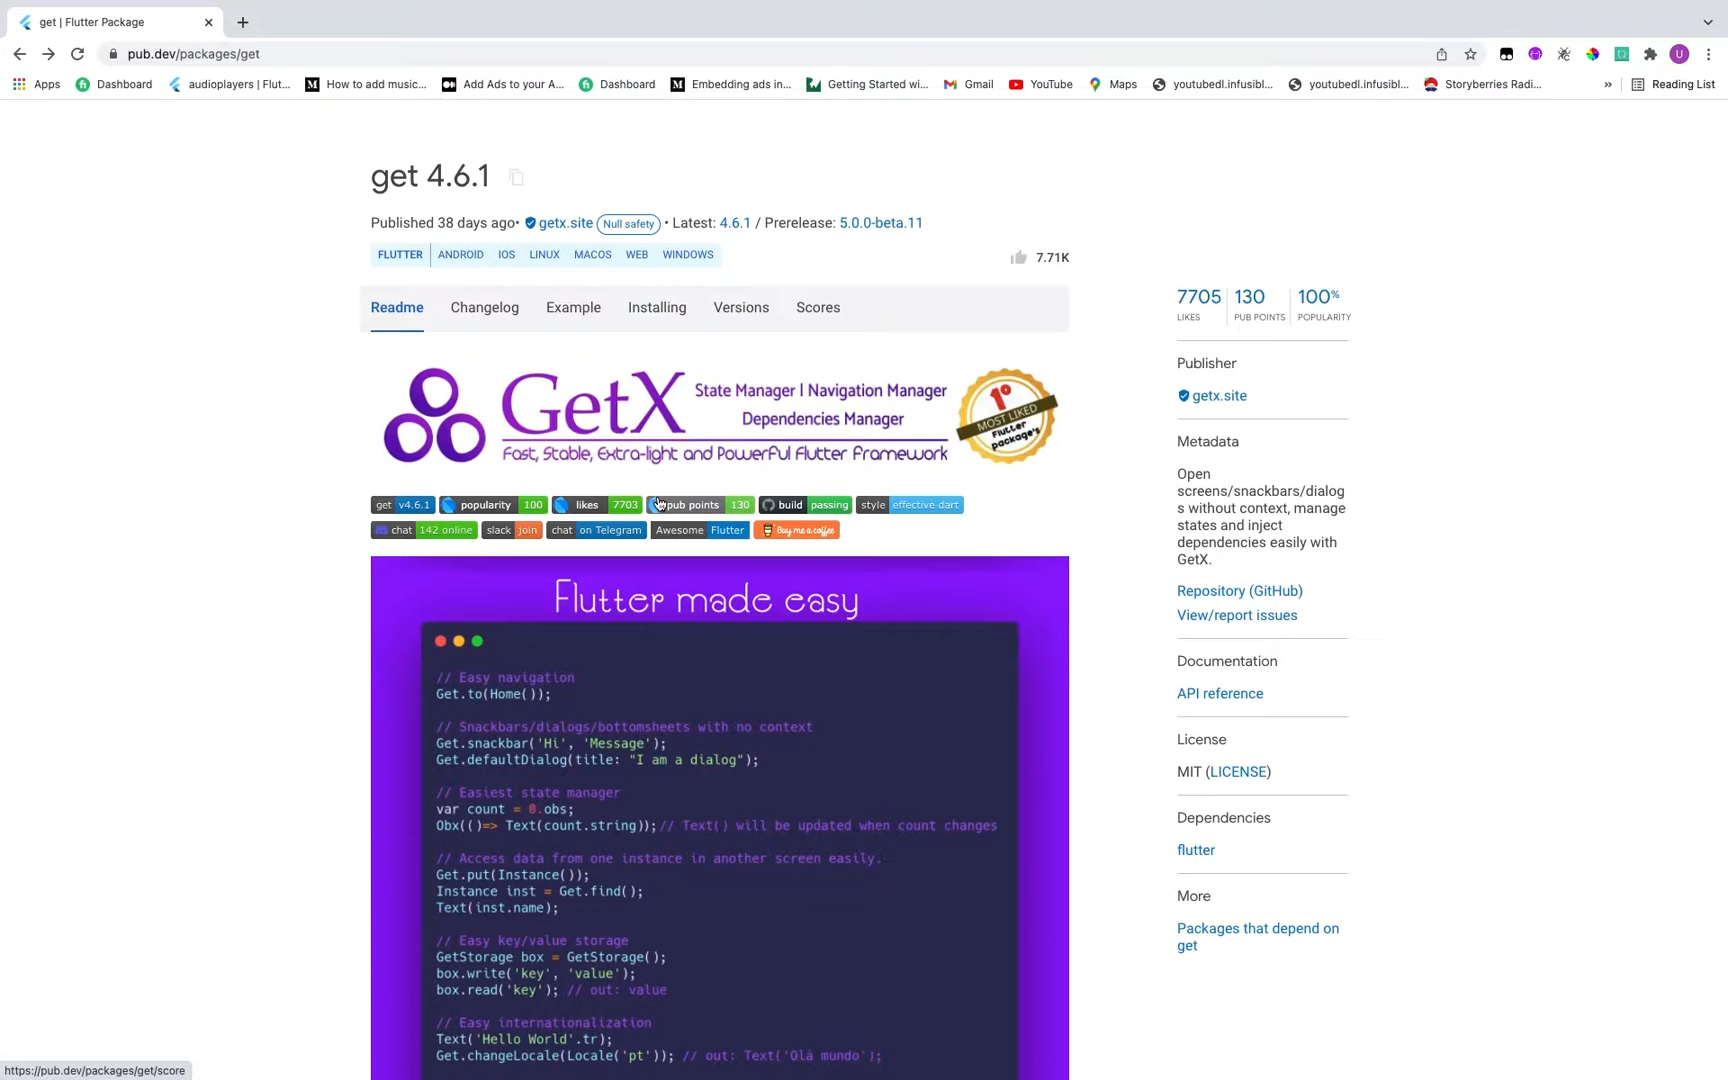 get | Flutter Package
pub.dev/packages/get
U
Apps
Dashboard
audioplayers | Flut...
How to add music...
Add Ads to your A...
Dashboard
Embedding ads in...
Getting Started wi...
Gmail
YouTube
Maps
youtubedl.infusibl...
youtubedl.infusibl...
Storyberries Radi...
»
Reading List
get 4.6.1
Published 38 days ago• getx.site Null safety • Latest: 4.6.1 / Prerelease: 5.0.0-beta.11
FLUTTER ANDROID IOS LINUX MACOS WEB WINDOWS
7.71K
Readme Changelog Example Installing Versions Scores
GetX
State Manager | Navigation Manager
Dependencies Manager
Fast, Stable, Extra-light and Powerful Flutter Framework
1º
MOST LIKED
Flutter
package's
get v4.6.1 popularity 100 likes 7703 pub points 130 build passing style effective dart
chat 142 online slack join chat on Telegram Awesome Flutter Buy me a coffee
Flutter made easy
// Easy navigation
Get.to(Home());
// Snackbars/dialogs/bottomsheets with no context
Get.snackbar('Hi', 'Message');
Get.defaultDialog(title: "I am a dialog");
// Easiest state manager
var count = 0.obs;
Obx(()=> Text(count.string));// Text() will be updated when count changes
// Access data from one instance in another screen easily.
Get.put(Instance());
Instance inst = Get.find();
Text(inst.name);
// Easy key/value storage
GetStorage box = GetStorage();
box.write('key', 'value');
box.read('key'); // out: value
// Easy internationalization
Text('Hello World'.tr);
Get.changeLocale(Locale('pt')); // out: Text('Olá mundo');
7705 130 100%
LIKES PUB POINTS POPULARITY
Publisher
getx.site
Metadata
Open
screens/snackbars/dialog
s without context, manage
states and inject
dependencies easily with
GetX.
Repository (GitHub)
View/report issues
Documentation
API reference
License
MIT (LICENSE)
Dependencies
flutter
More
Packages that depend on
get
https://pub.dev/packages/get/score